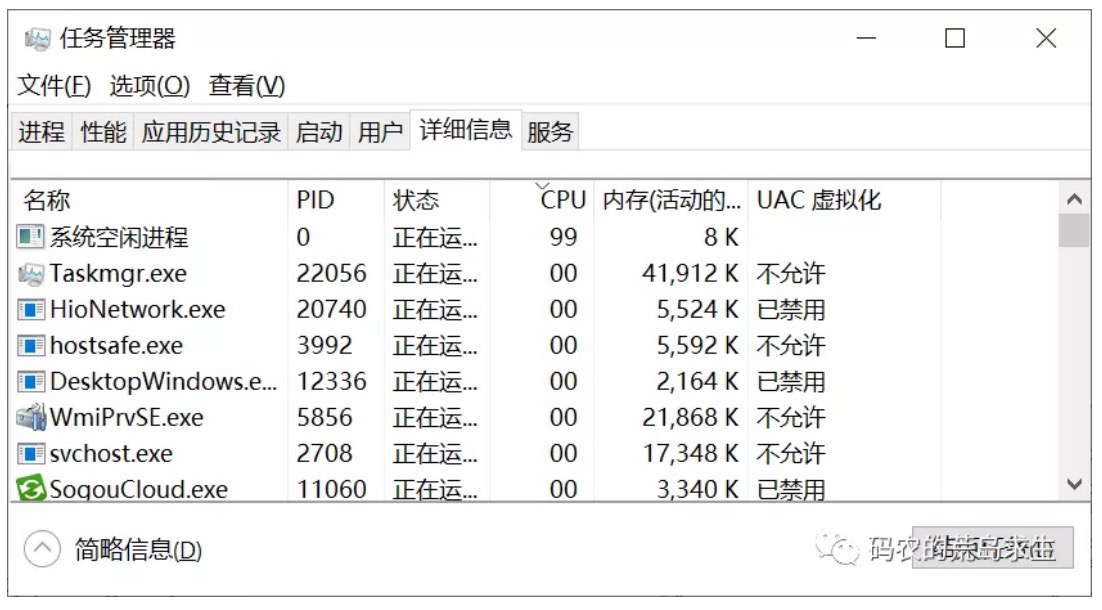 任务管理器
文件(F) 选项(O) 查看(V)
进程 性能 应用历史记录 启动 用户 详细信息 服务
名称 PID 状态 CPU 内存(活动的... UAC 虚拟化
系统空闲进程 0 正在运... 99 8 K
Taskmgr.exe 22056 正在运... 00 41,912 K 不允许
HioNetwork.exe 20740 正在运... 00 5,524 K 已禁用
hostsafe.exe 3992 正在运... 00 5,592 K 不允许
DesktopWindows.e... 12336 正在运... 00 2,164 K 已禁用
WmiPrvSE.exe 5856 正在运... 00 21,868 K 不允许
svchost.exe 2708 正在运... 00 17,348 K 不允许
SogouCloud.exe 11060 正在运... 00 3,340 K 已禁用
简略信息(D) 码农的荒岛求生